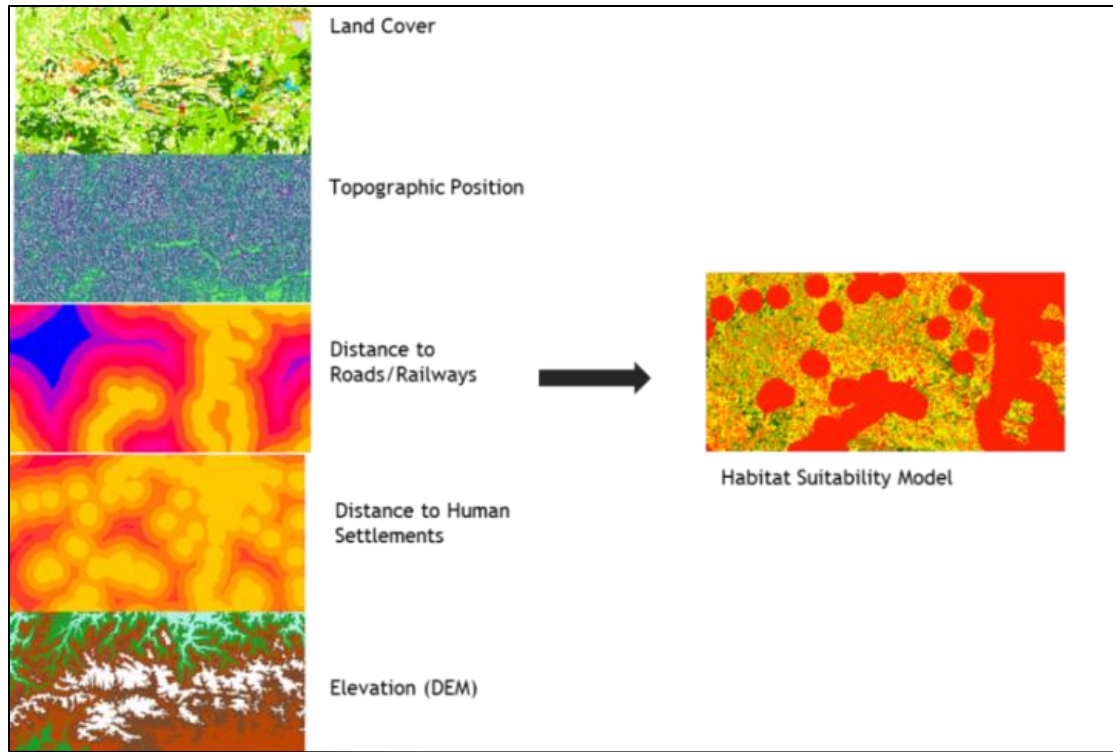 Land Cover
Topographic Position
Distance to
Roads/Railways
Distance to Human
Settlements
Elevation (DEM)
Habitat Suitability Model